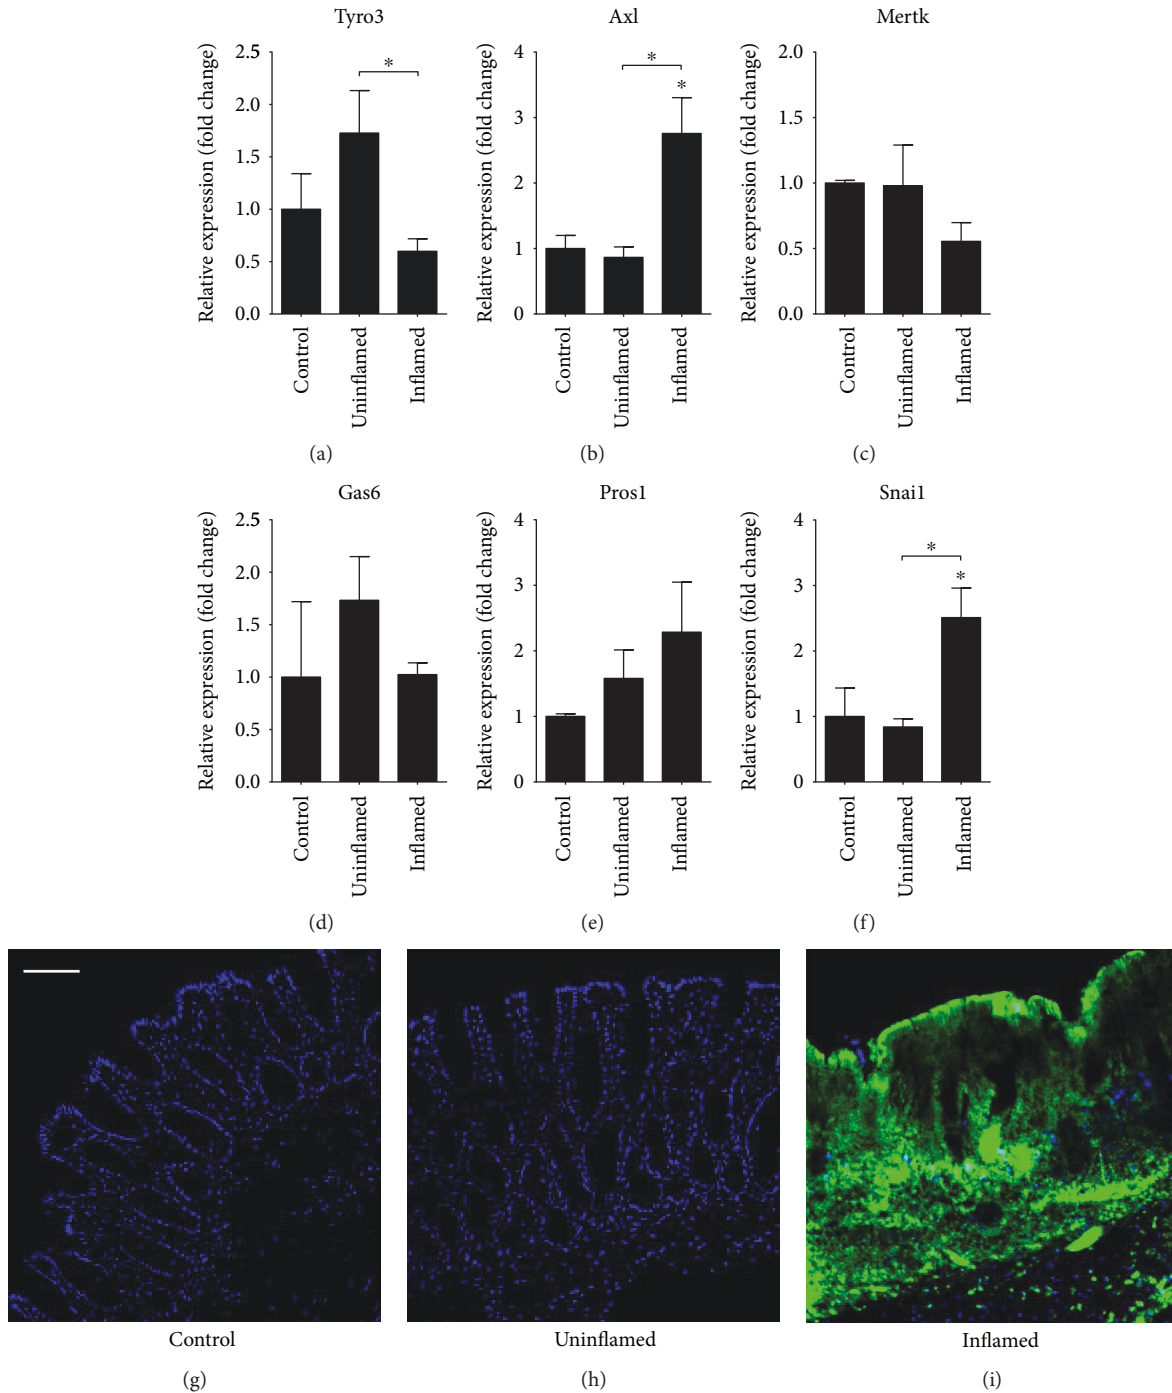 Tyro3
Relative expression (fold change)
2.5
2.0
1.5
1.0
0.5
0.0
*
Control
Uninflamed
Inflamed
(a)
Axl
Relative expression (fold change)
4
3
2
1
0
*
*
Control
Uninflamed
Inflamed
(b)
Mertk
Relative expression (fold change)
2.0
1.5
1.0
0.5
0.0
Control
Uninflamed
Inflamed
(c)
Gas6
Relative expression (fold change)
2.5
2.0
1.5
1.0
0.5
0.0
Control
Uninflamed
Inflamed
(d)
Pros1
Relative expression (fold change)
4
3
2
1
0
Control
Uninflamed
Inflamed
(e)
Snai1
Relative expression (fold change)
4
3
2
1
0
*
*
Control
Uninflamed
Inflamed
(f)
Control
(g)
Uninflamed
(h)
Inflamed
(i)